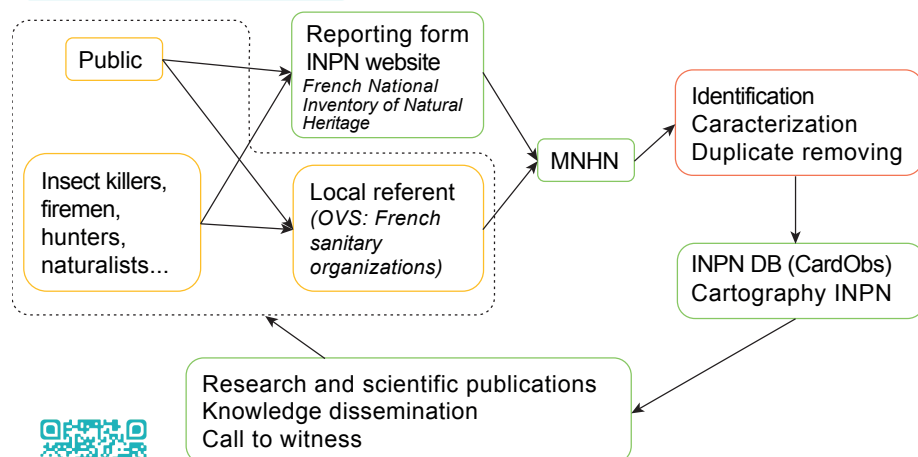 Public
Reporting form
INPN website
French National
Inventory of Natural
Heritage
Insect killers,
firemen,
hunters,
naturalists...
Local referent
(OVS: French
sanitary
organizations)
MNHN
Identification
Caracterization
Duplicate removing
INPN DB (CardObs)
Cartography INPN
Research and scientific publications
Knowledge dissemination
Call to witness